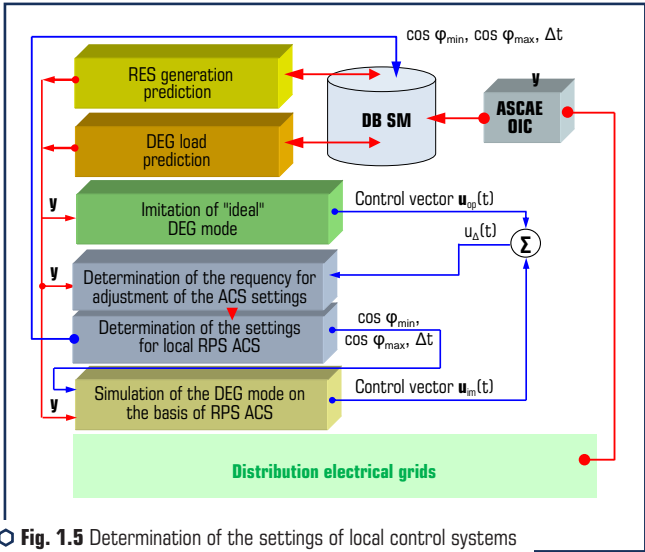 cos φmin, cos φmax, Δt
RES generation
prediction
DB SM
y
ASCAE
OIC
DEG load
prediction
y
Imitation of "ideal"
DEG mode
Control vector uop(t)
uΔ(t)
Σ
y
Determination of the requency for
adjustment of the ACS settings
Determination of the settings
for local RPS ACS
cos φmin,
cos φmax, Δt
y
Simulation of the DEG mode on
the basis of RPS ACS
Control vector uim(t)
Distribution electrical grids
Fig. 1.5 Determination of the settings of local control systems